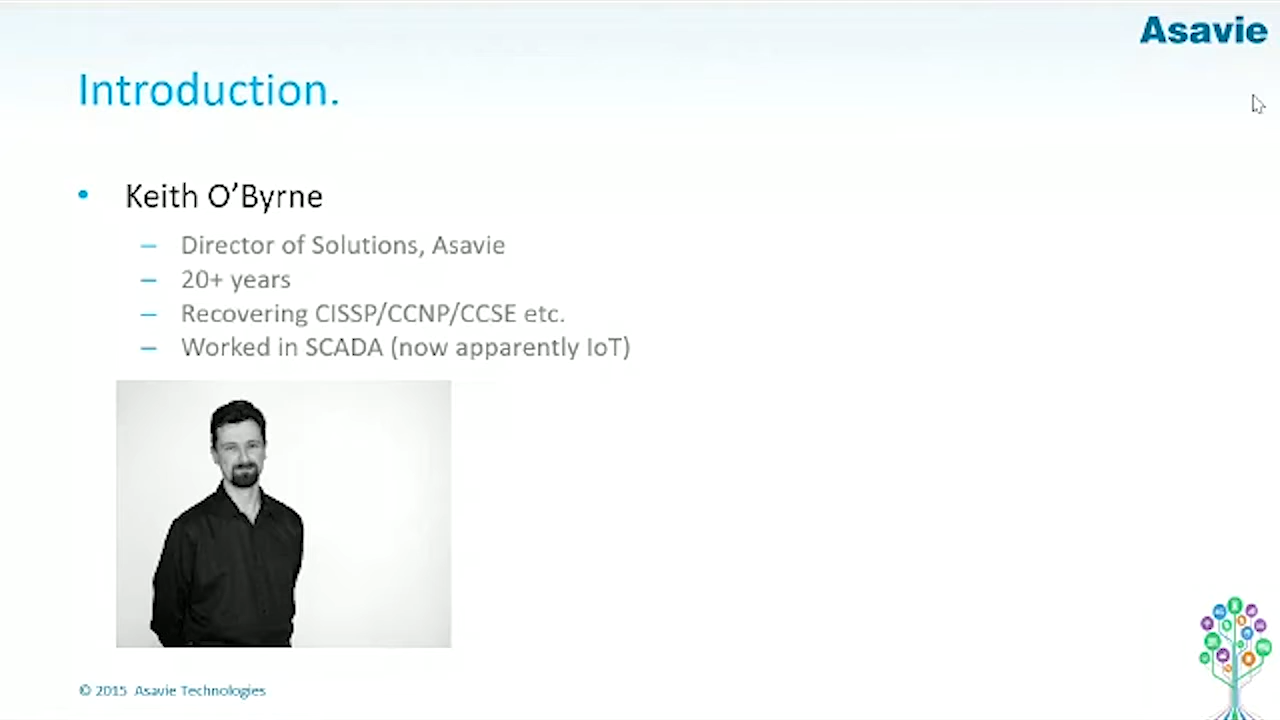 Asavie
Introduction.
• Keith O’Byrne
– Director of Solutions, Asavie
– 20+ years
– Recovering CISSP/CCNP/CCSE etc.
– Worked in SCADA (now apparently IoT)
© 2015 Asavie Technologies